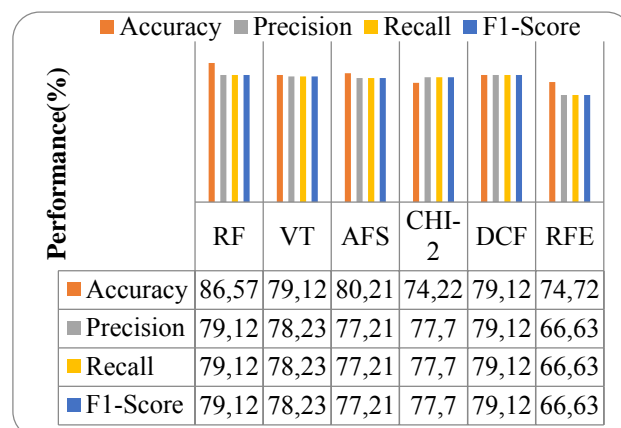 Accuracy Precision Recall F1-Score
Performance(%)
RF VT AFS CHI-2 DCF RFE
Accuracy 86,57 79,12 80,21 74,22 79,12 74,72
Precision 79,12 78,23 77,21 77,7 79,12 66,63
Recall 79,12 78,23 77,21 77,7 79,12 66,63
F1-Score 79,12 78,23 77,21 77,7 79,12 66,63